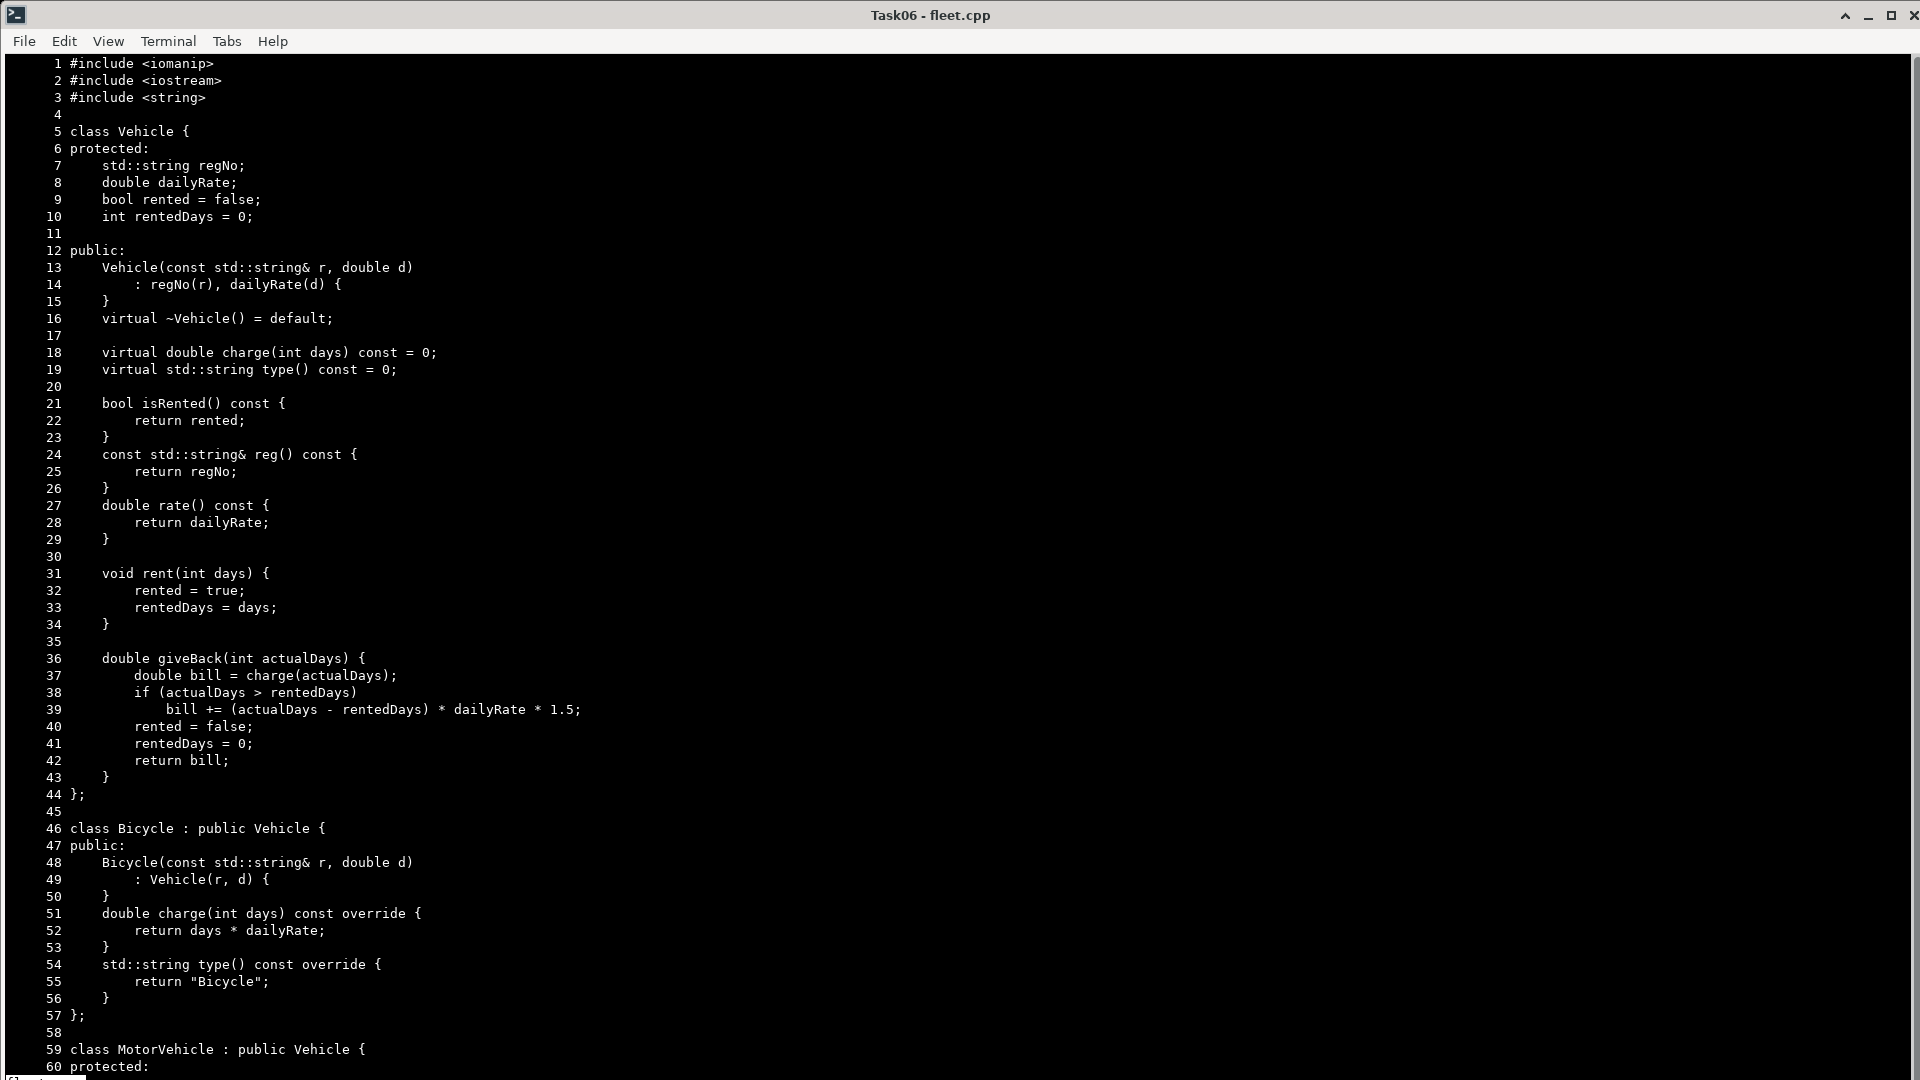 Task06 - fleet.cpp
File Edit View Terminal Tabs Help
1 #include <iomanip>
2 #include <iostream>
3 #include <string>
4
5 class Vehicle {
6 protected:
7     std::string regNo;
8     double dailyRate;
9     bool rented = false;
10     int rentedDays = 0;
11
12 public:
13     Vehicle(const std::string& r, double d)
14         : regNo(r), dailyRate(d) {
15     }
16     virtual ~Vehicle() = default;
17
18     virtual double charge(int days) const = 0;
19     virtual std::string type() const = 0;
20
21     bool isRented() const {
22         return rented;
23     }
24     const std::string& reg() const {
25         return regNo;
26     }
27     double rate() const {
28         return dailyRate;
29     }
30
31     void rent(int days) {
32         rented = true;
33         rentedDays = days;
34     }
35
36     double giveBack(int actualDays) {
37         double bill = charge(actualDays);
38         if (actualDays > rentedDays)
39             bill += (actualDays - rentedDays) * dailyRate * 1.5;
40         rented = false;
41         rentedDays = 0;
42         return bill;
43     }
44 };
45
46 class Bicycle : public Vehicle {
47 public:
48     Bicycle(const std::string& r, double d)
49         : Vehicle(r, d) {
50     }
51     double charge(int days) const override {
52         return days * dailyRate;
53     }
54     std::string type() const override {
55         return "Bicycle";
56     }
57 };
58
59 class MotorVehicle : public Vehicle {
60 protected: